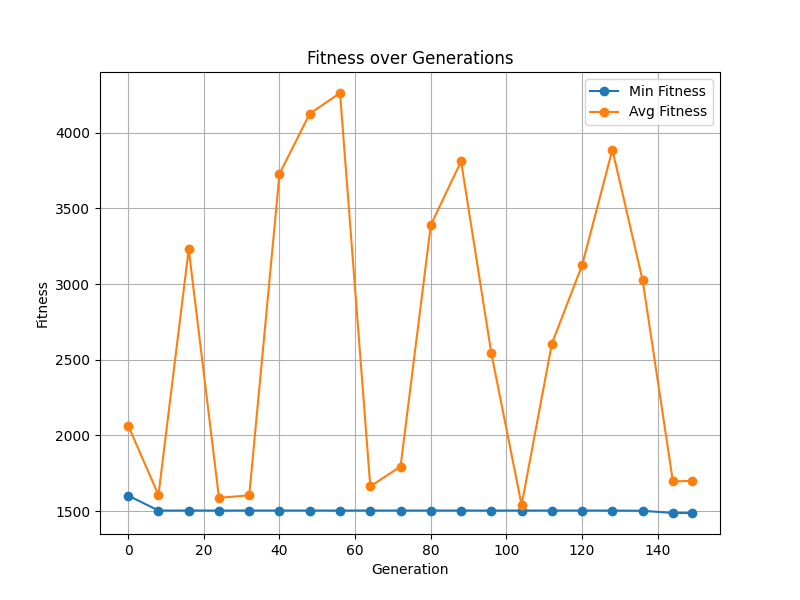 Fitness over Generations
Min Fitness
Avg Fitness
4000
3500
3000
2500
2000
1500
Fitness
0 20 40 60 80 100 120 140
Generation